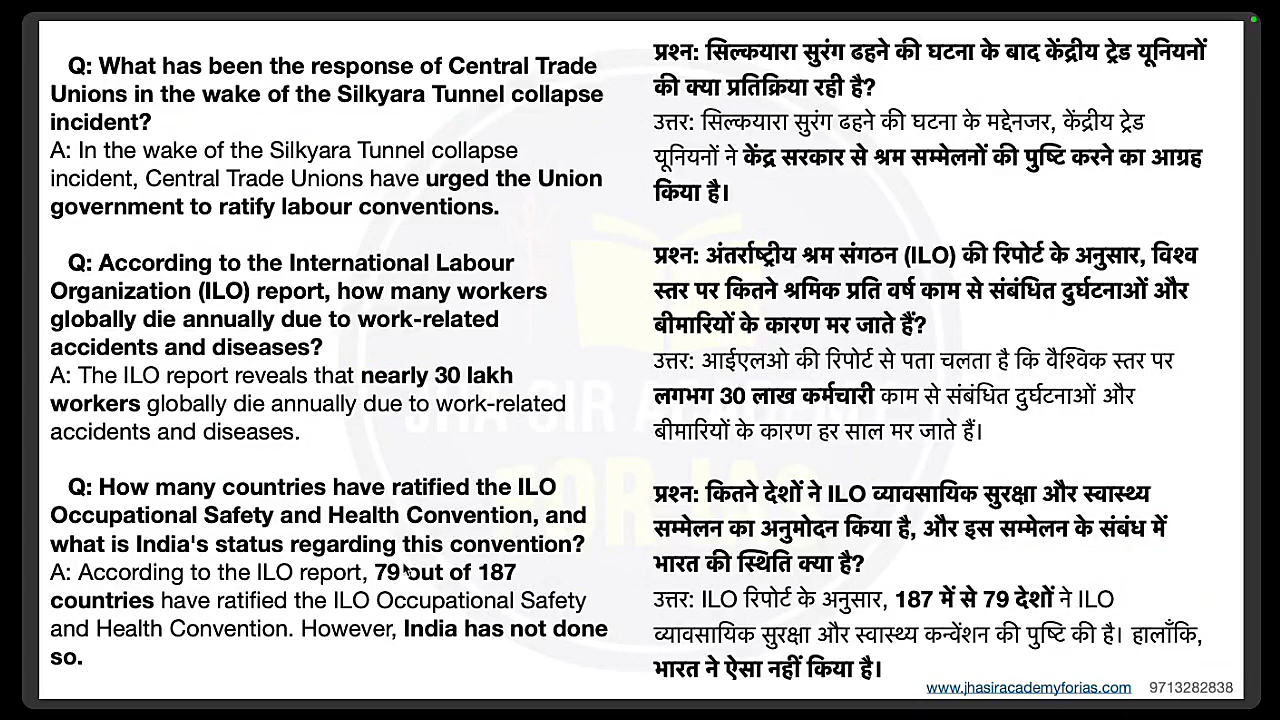 Q: What has been the response of Central Trade
Unions in the wake of the Silkyara Tunnel collapse
incident?
A: In the wake of the Silkyara Tunnel collapse
incident, Central Trade Unions have urged the Union
government to ratify labour conventions.
Q: According to the International Labour
Organization (ILO) report, how many workers
globally die annually due to work-related
accidents and diseases?
A: The ILO report reveals that nearly 30 lakh
workers globally die annually due to work-related
accidents and diseases.
Q: How many countries have ratified the ILO
Occupational Safety and Health Convention, and
what is India's status regarding this convention?
A: According to the ILO report, 79 out of 187
countries have ratified the ILO Occupational Safety
and Health Convention. However, India has not done
so.
प्रश्न: सिल्कयारा सुरंग ढहने की घटना के बाद केंद्रीय ट्रेड यूनियनों
की क्या प्रतिक्रिया रही है?
उत्तर: सिल्कयारा सुरंग ढहने की घटना के मद्देनजर, केंद्रीय ट्रेड
यूनियनों ने केंद्र सरकार से श्रम सम्मेलनों की पुष्टि करने का आग्रह
किया है।
प्रश्न: अंतर्राष्ट्रीय श्रम संगठन (ILO) की रिपोर्ट के अनुसार, विश्व
स्तर पर कितने श्रमिक प्रति वर्ष काम से संबंधित दुर्घटनाओं और
बीमारियों के कारण मर जाते हैं?
उत्तर: आईएलओ की रिपोर्ट से पता चलता है कि वैश्विक स्तर पर
लगभग 30 लाख कर्मचारी काम से संबंधित दुर्घटनाओं और
बीमारियों के कारण हर साल मर जाते हैं।
प्रश्न: कितने देशों ने ILO व्यावसायिक सुरक्षा और स्वास्थ्य
सम्मेलन का अनुमोदन किया है, और इस सम्मेलन के संबंध में
भारत की स्थिति क्या है?
उत्तर: ILO रिपोर्ट के अनुसार, 187 में से 79 देशों ने ILO
व्यावसायिक सुरक्षा और स्वास्थ्य कन्वेंशन की पुष्टि की है। हालाँकि,
भारत ने ऐसा नहीं किया है।
JHA SIR ACADEMY
FOR IAS
www.jhasiracademyforias.com 9713282838